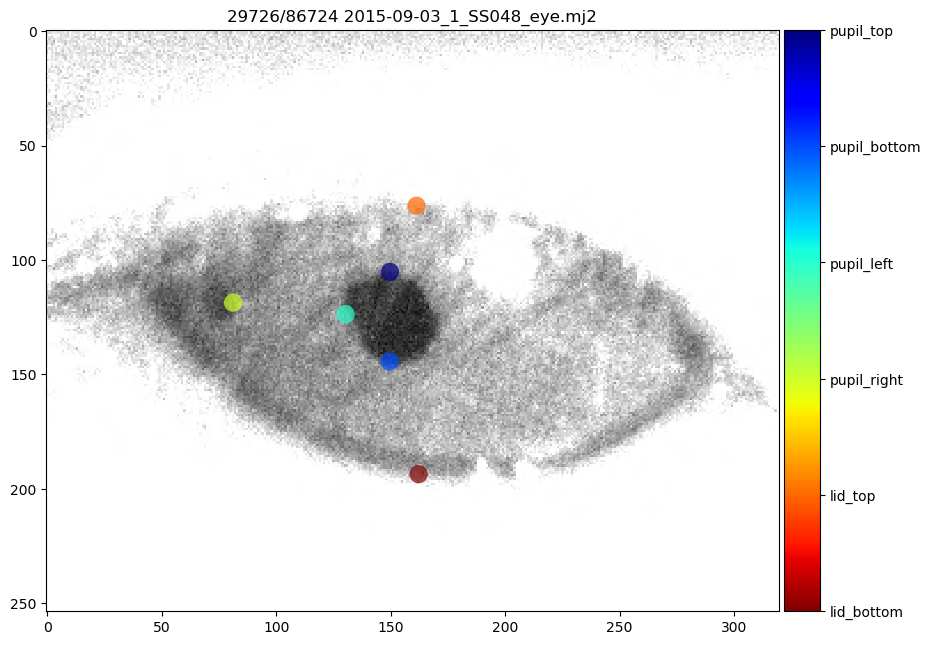 29726/86724 2015-09-03_1_SS048_eye.mj2
0
50
100
150
200
250
0 50 100 150 200 250 300
pupil_top
pupil_bottom
pupil_left
pupil_right
lid_top
lid_bottom